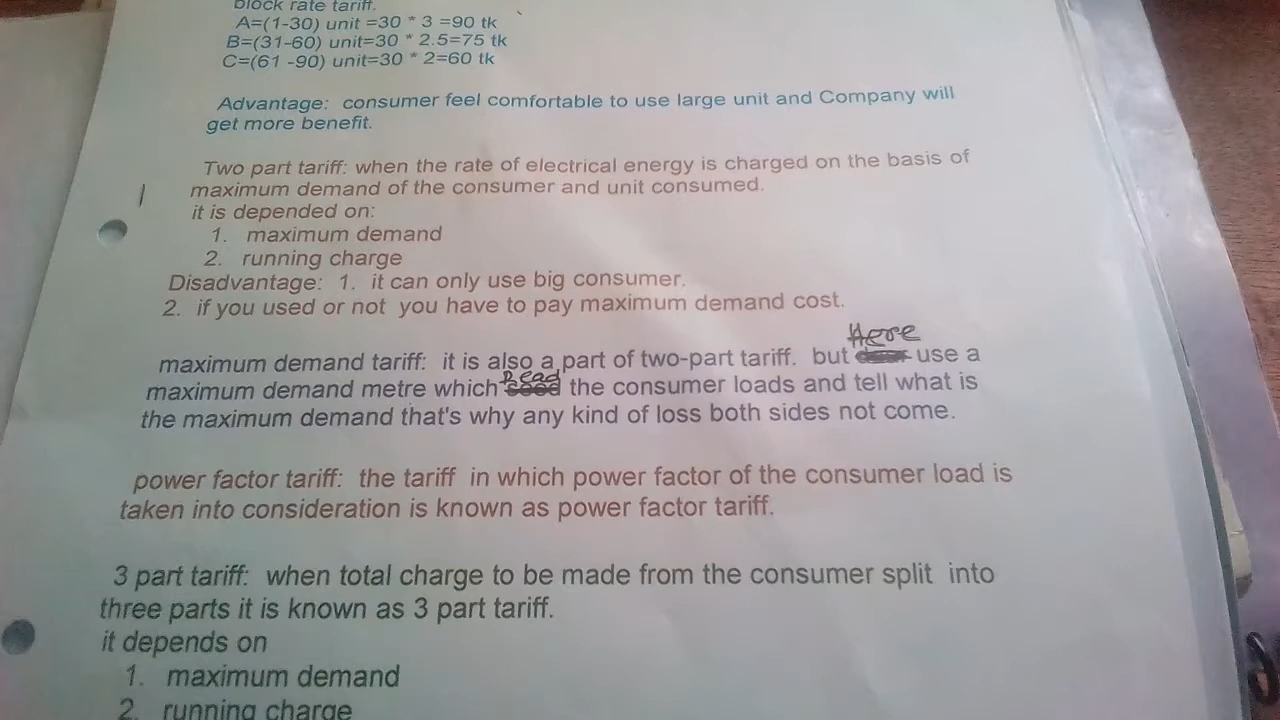 block rate tariff.
A=(1-30) unit =30 * 3 =90 tk
B=(31-60) unit=30 * 2.5=75 tk
C=(61 -90) unit=30 * 2=60 tk
Advantage: consumer feel comfortable to use large unit and Company will
get more benefit.
Two part tariff: when the rate of electrical energy is charged on the basis of
maximum demand of the consumer and unit consumed.
it is depended on:
1. maximum demand
2. running charge
Disadvantage: 1. it can only use big consumer.
2. if you used or not you have to pay maximum demand cost.
maximum demand tariff: it is also a part of two-part tariff. but Here use a
maximum demand metre which Read the consumer loads and tell what is
the maximum demand that's why any kind of loss both sides not come.
power factor tariff: the tariff in which power factor of the consumer load is
taken into consideration is known as power factor tariff.
3 part tariff: when total charge to be made from the consumer split into
three parts it is known as 3 part tariff.
it depends on
1. maximum demand
2. running charge